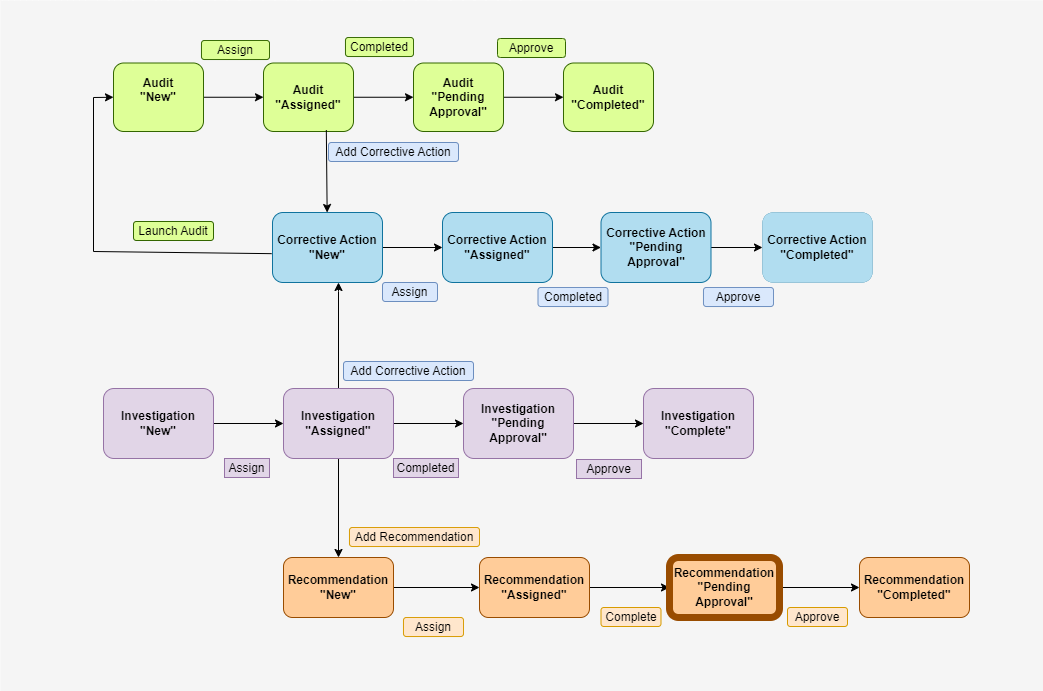 Assign
Completed
Approve
Audit
"New"
Audit
"Assigned"
Audit
"Pending
Approval"
Audit
"Completed"
Add Corrective Action
Launch Audit
Corrective Action
"New"
Corrective Action
"Assigned"
Corrective Action
"Pending
Approval"
Corrective Action
"Completed"
Assign
Completed
Approve
Add Corrective Action
Investigation
"New"
Investigation
"Assigned"
Investigation
"Pending
Approval"
Investigation
"Complete"
Assign
Completed
Approve
Add Recommendation
Recommendation
"New"
Recommendation
"Assigned"
Recommendation
"Pending
Approval"
Recommendation
"Completed"
Assign
Complete
Approve